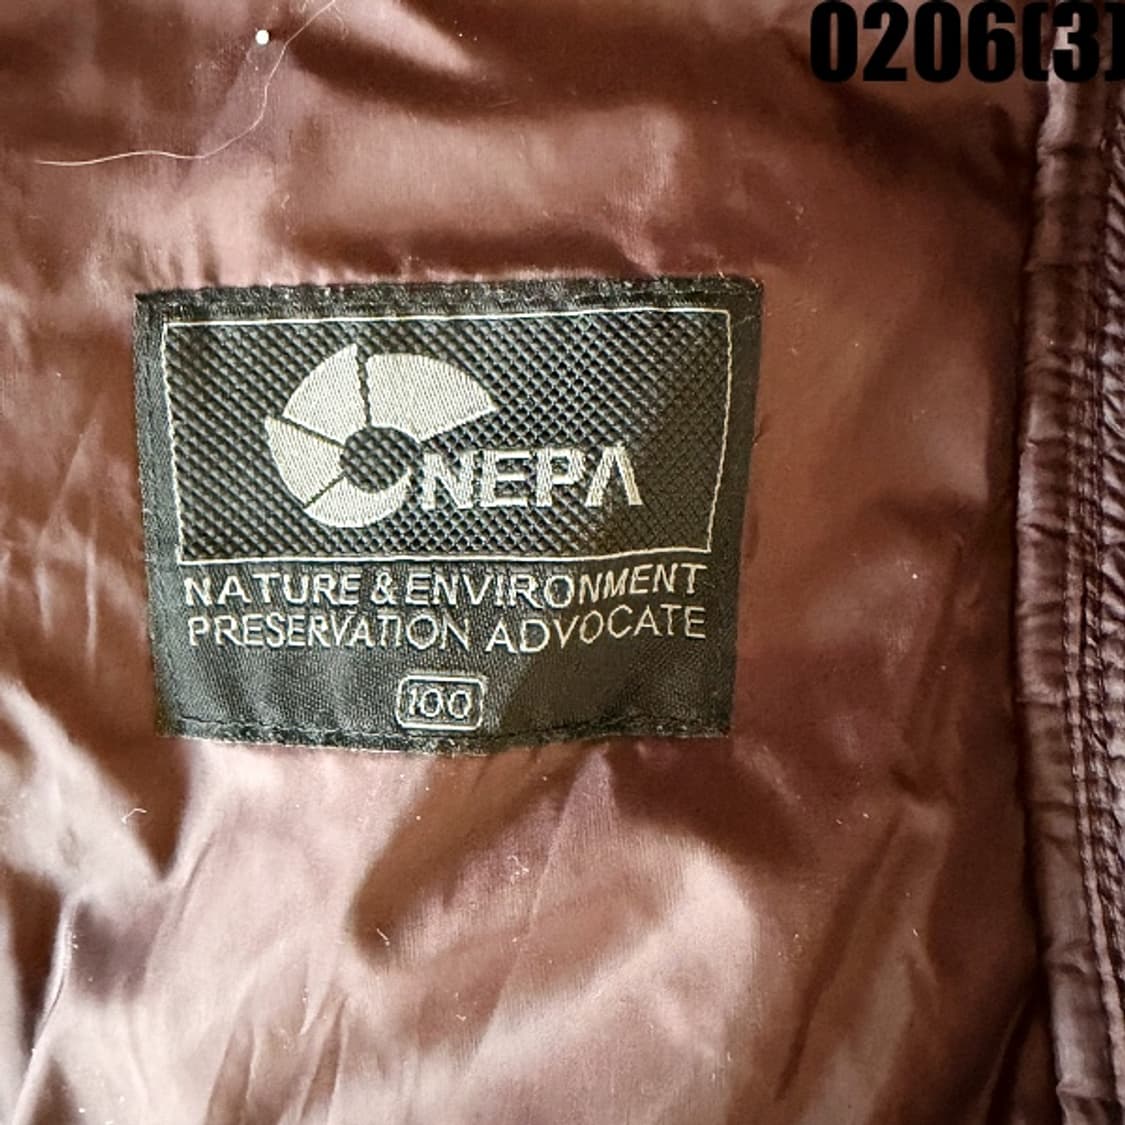 0206(3)
NEPA
NATURE & ENVIRONMENT
PRESERVATION ADVOCATE
100